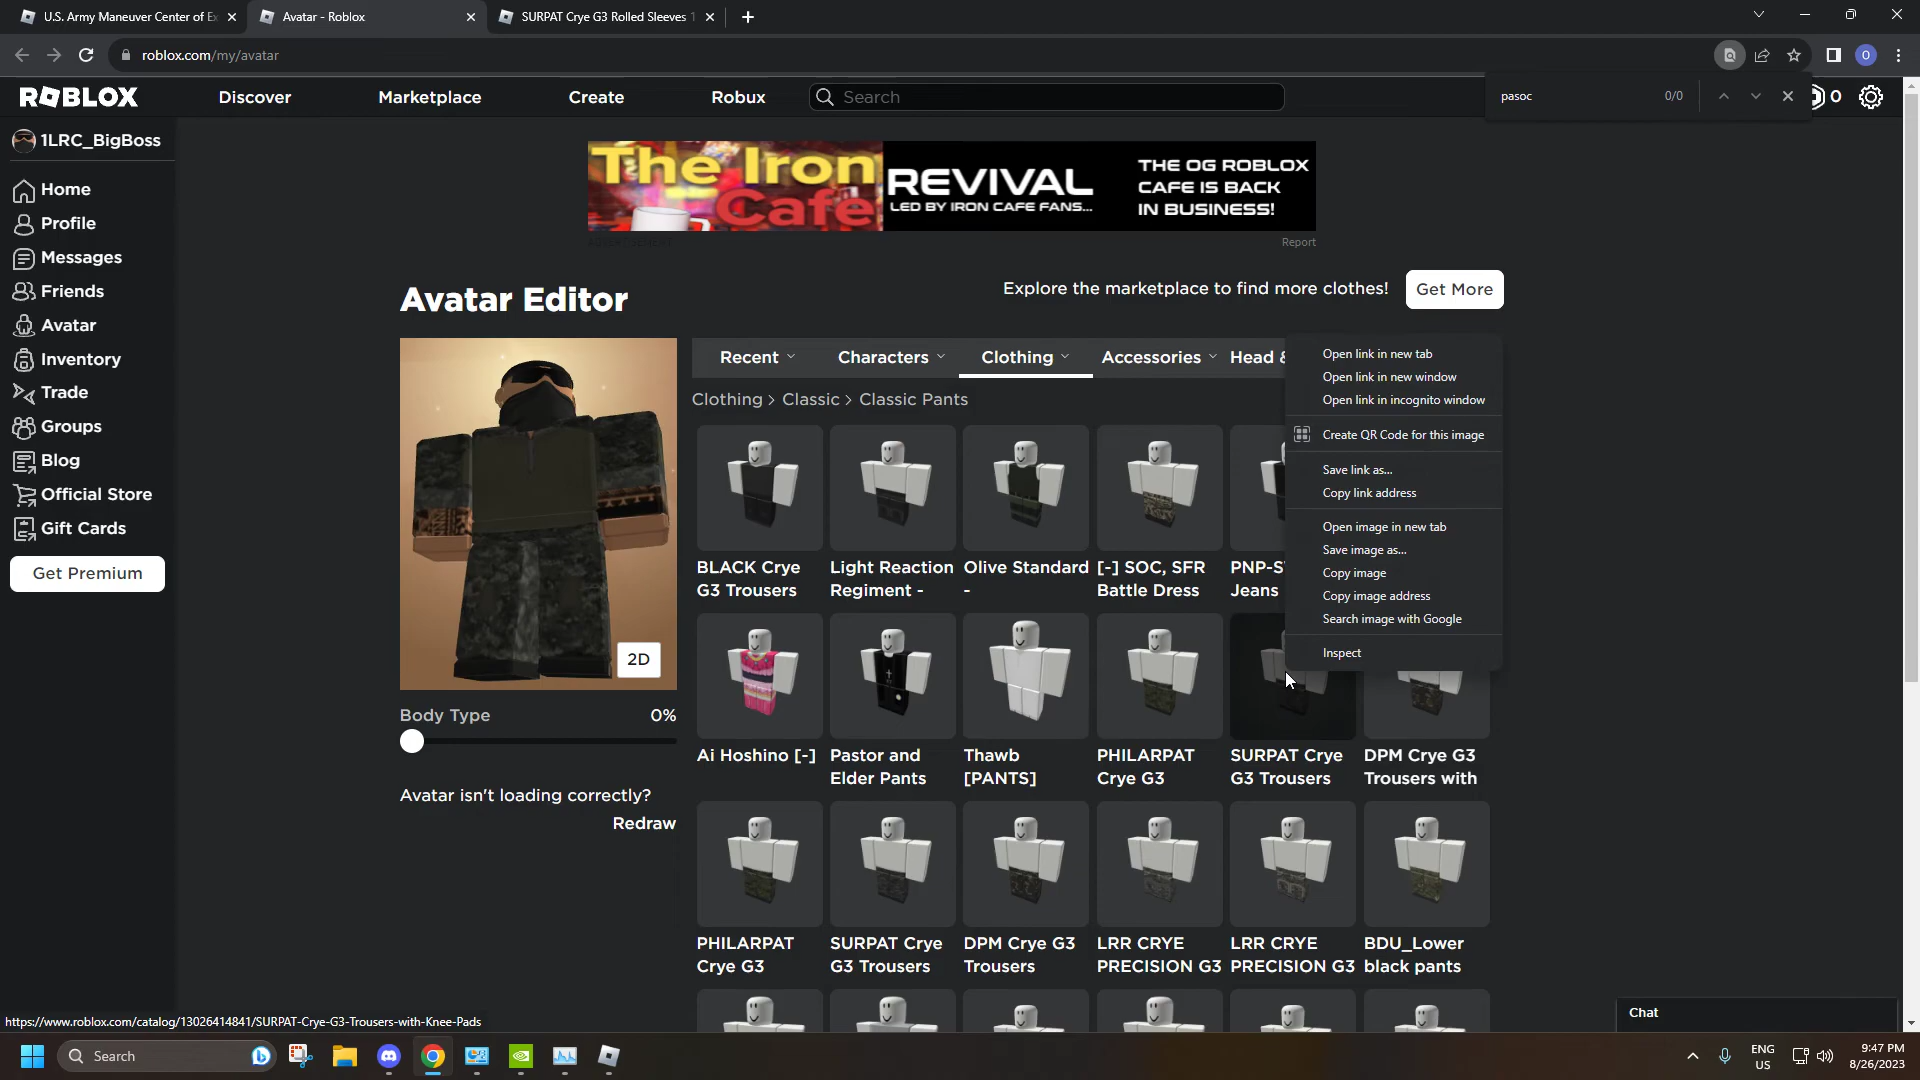 U.S. Army Maneuver Center of Ex
Avatar - Roblox
SURPAT Crye G3 Rolled Sleeves T
roblox.com/my/avatar
pasoc
0/0
ROBLOX
Discover
Marketplace
Create
Robux
Search
0
1LRC_BigBoss
Home
Profile
Messages
Friends
Avatar
Inventory
Trade
Groups
Blog
Official Store
Gift Cards
Get Premium
The Iron
Cafe
REVIVAL
LED BY IRON CAFE FANS...
THE OG ROBLOX
CAFE IS BACK
IN BUSINESS!
Report
Avatar Editor
Explore the marketplace to find more clothes!
Get More
2D
Body Type
0%
Avatar isn't loading correctly?
Redraw
Recent
Characters
Clothing
Accessories
Head &
Clothing > Classic > Classic Pants
BLACK Crye
G3 Trousers
Light Reaction
Regiment -
Olive Standard
-
[-] SOC, SFR
Battle Dress
Jeans
Ai Hoshino [-]
Pastor and
Elder Pants
Thawb
[PANTS]
PHILARPAT
Crye G3
SURPAT Crye
G3 Trousers
DPM Crye G3
Trousers with
PHILARPAT
Crye G3
SURPAT Crye
G3 Trousers
DPM Crye G3
Trousers
LRR CRYE
PRECISION G3
LRR CRYE
PRECISION G3
BDU_Lower
black pants
Open link in new tab
Open link in new window
Open link in incognito window
Create QR Code for this image
Save link as...
Copy link address
Open image in new tab
Save image as...
Copy image
Copy image address
Search image with Google
Inspect
Chat
https://www.roblox.com/catalog/13026414841/SURPAT-Crye-G3-Trousers-with-Knee-Pads
Search
ENG
US
9:47 PM
8/26/2023